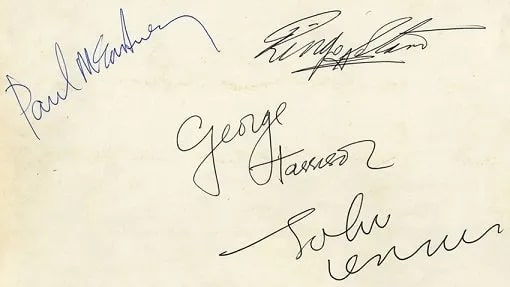 Paul McCartney
Ringo Starr
George
Harrison
John
Lennon